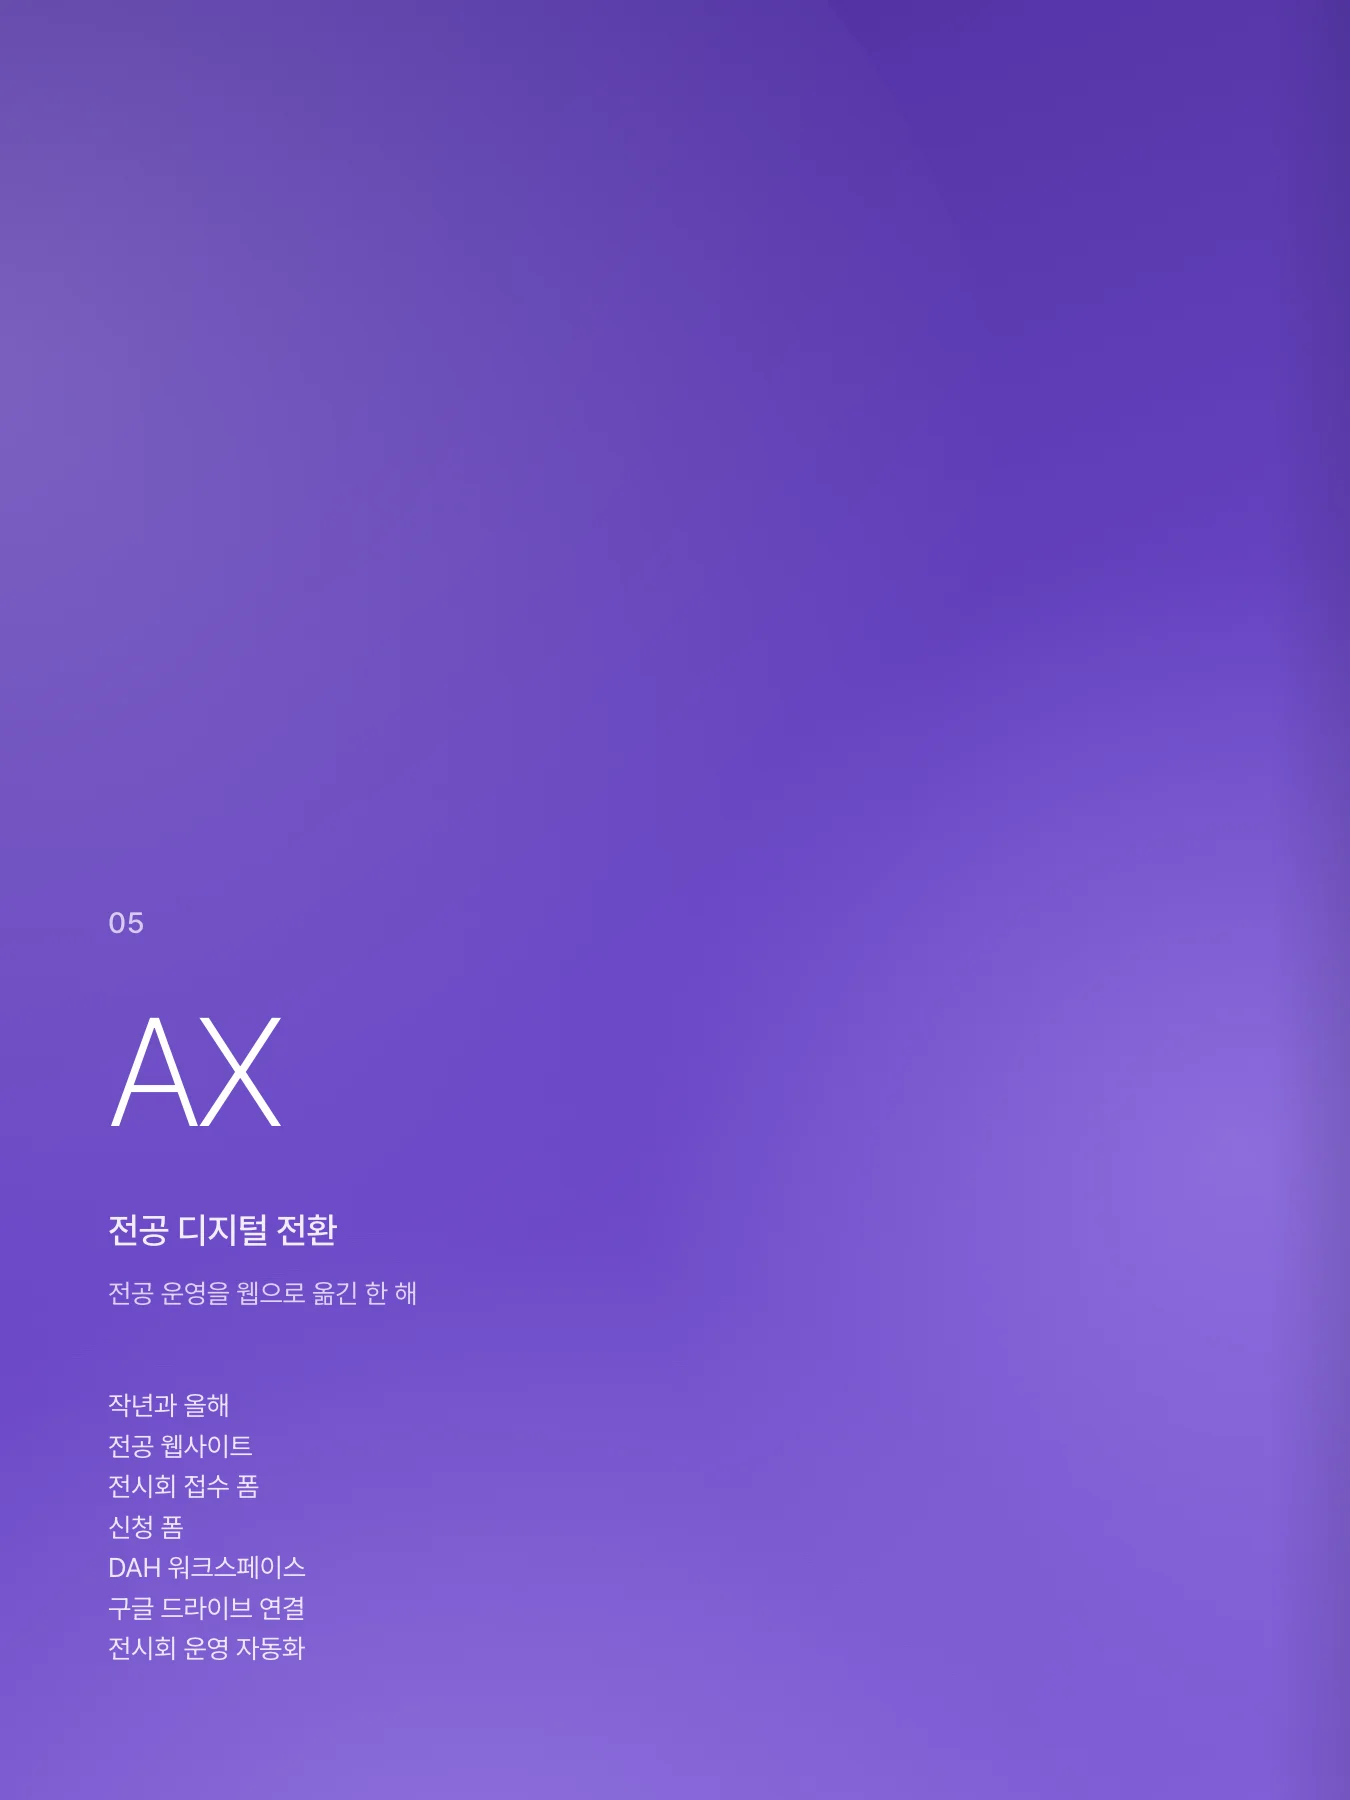 05
AX
전공 디지털 전환
전공 운영을 웹으로 옮긴 한 해
작년과 올해
전공 웹사이트
전시회 접수 폼
신청 폼
DAH 워크스페이스
구글 드라이브 연결
전시회 운영 자동화